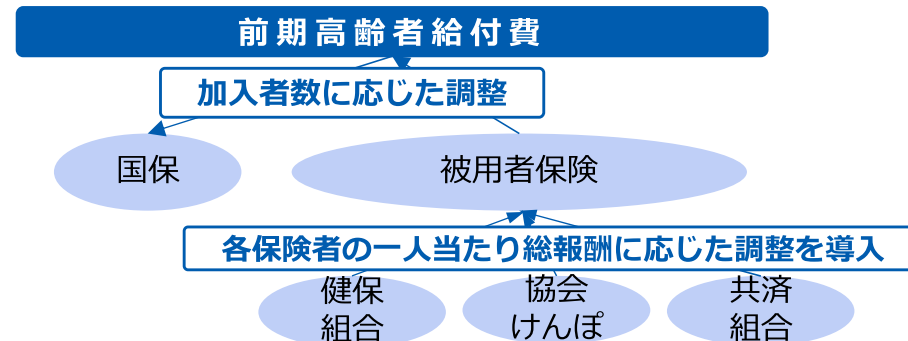 前期高齢者給付費
加入者数に応じた調整
国保
被用者保険
各保険者の一人当たり総報酬に応じた調整を導入
健保
組合
協会
けんぽ
共済
組合